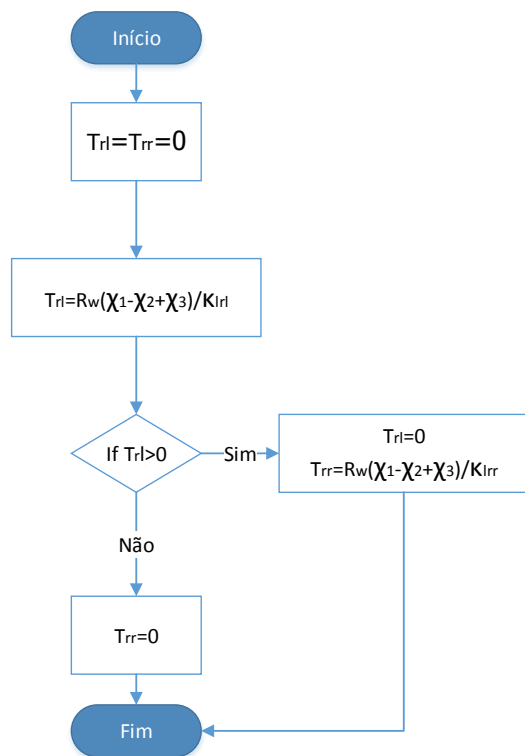 Início
Trl=Trr=0
Trl=Rw(χ1-χ2+χ3)/Klrl
If Trl>0
Sim
Trl=0
Trr=Rw(χ1-χ2+χ3)/Klrr
Não
Trr=0
Fim